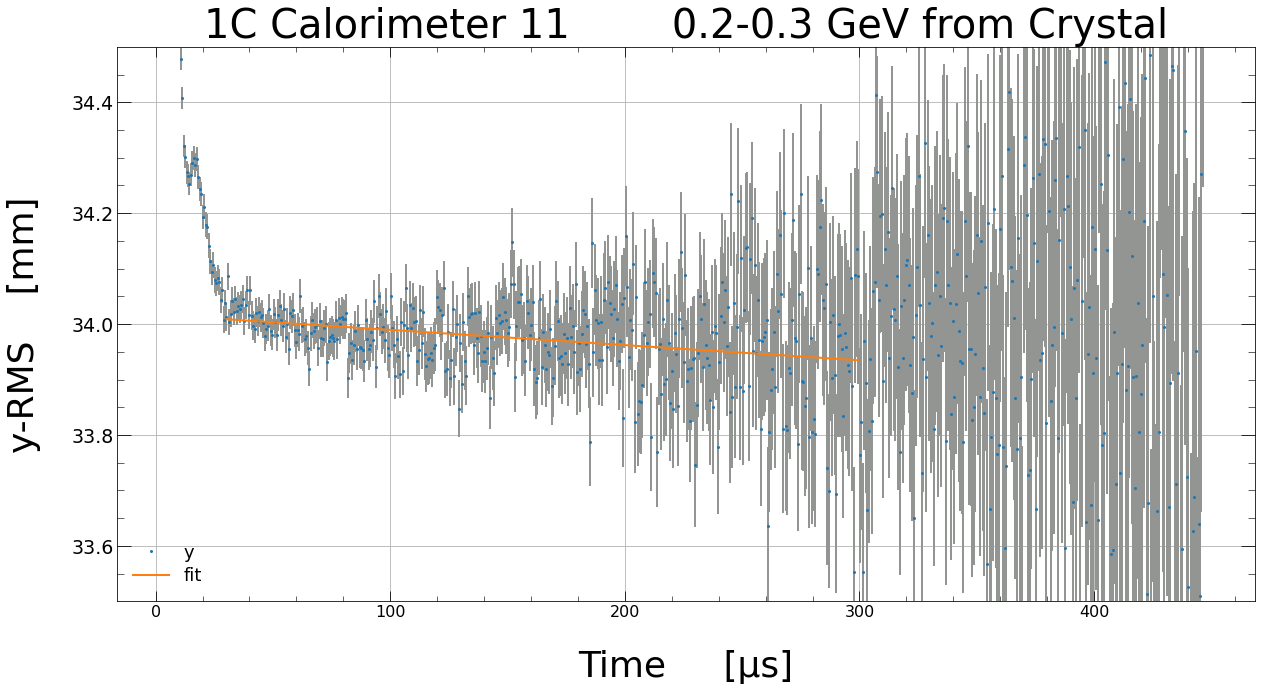 1C Calorimeter 11 0.2-0.3 GeV from Crystal
y-RMS [mm]
34.4
34.2
34.0
33.8
33.6
y
fit
0 100 200 300 400
Time [µs]